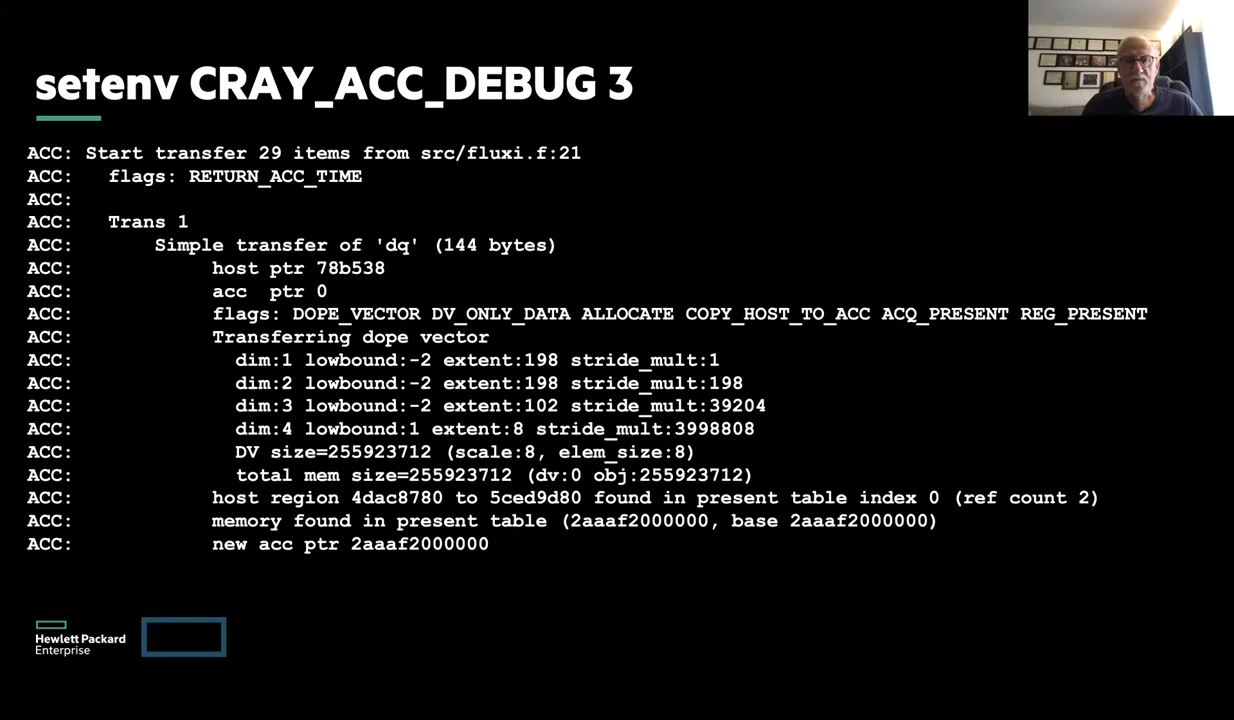 setenv CRAY_ACC_DEBUG 3
ACC: Start transfer 29 items from src/fluxi.f:21
ACC: flags: RETURN_ACC_TIME
ACC:
ACC: Trans 1
ACC: Simple transfer of 'dq' (144 bytes)
ACC: host ptr 78b538
ACC: acc ptr 0
ACC: flags: DOPE_VECTOR DV_ONLY_DATA ALLOCATE COPY_HOST_TO_ACC ACQ_PRESENT REG_PRESENT
ACC: Transferring dope vector
ACC: dim:1 lowbound:-2 extent:198 stride_mult:1
ACC: dim:2 lowbound:-2 extent:198 stride_mult:198
ACC: dim:3 lowbound:-2 extent:102 stride_mult:39204
ACC: dim:4 lowbound:1 extent:8 stride_mult:3998808
ACC: DV size=255923712 (scale:8, elem_size:8)
ACC: total mem size=255923712 (dv:0 obj:255923712)
ACC: host region 4dac8780 to 5ced9d80 found in present table index 0 (ref count 2)
ACC: memory found in present table (2aaaf2000000, base 2aaaf2000000)
ACC: new acc ptr 2aaaf2000000
Hewlett Packard
Enterprise